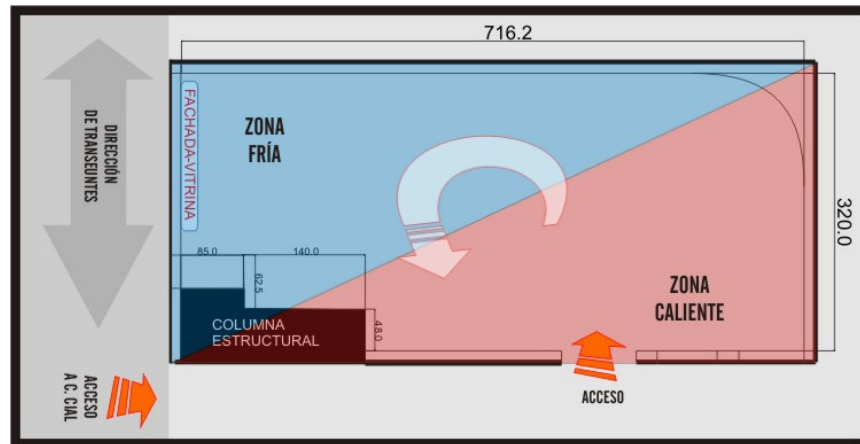 716.2
DIRECCIÓN
DE TRANSEUNTES
FACHADA-VITRINA
ZONA
FRÍA
320.0
85.0
140.0
62.5
ZONA
CALIENTE
COLUMNA
ESTRUCTURAL
48.0
ACCESO
A C. CIAL
ACCESO